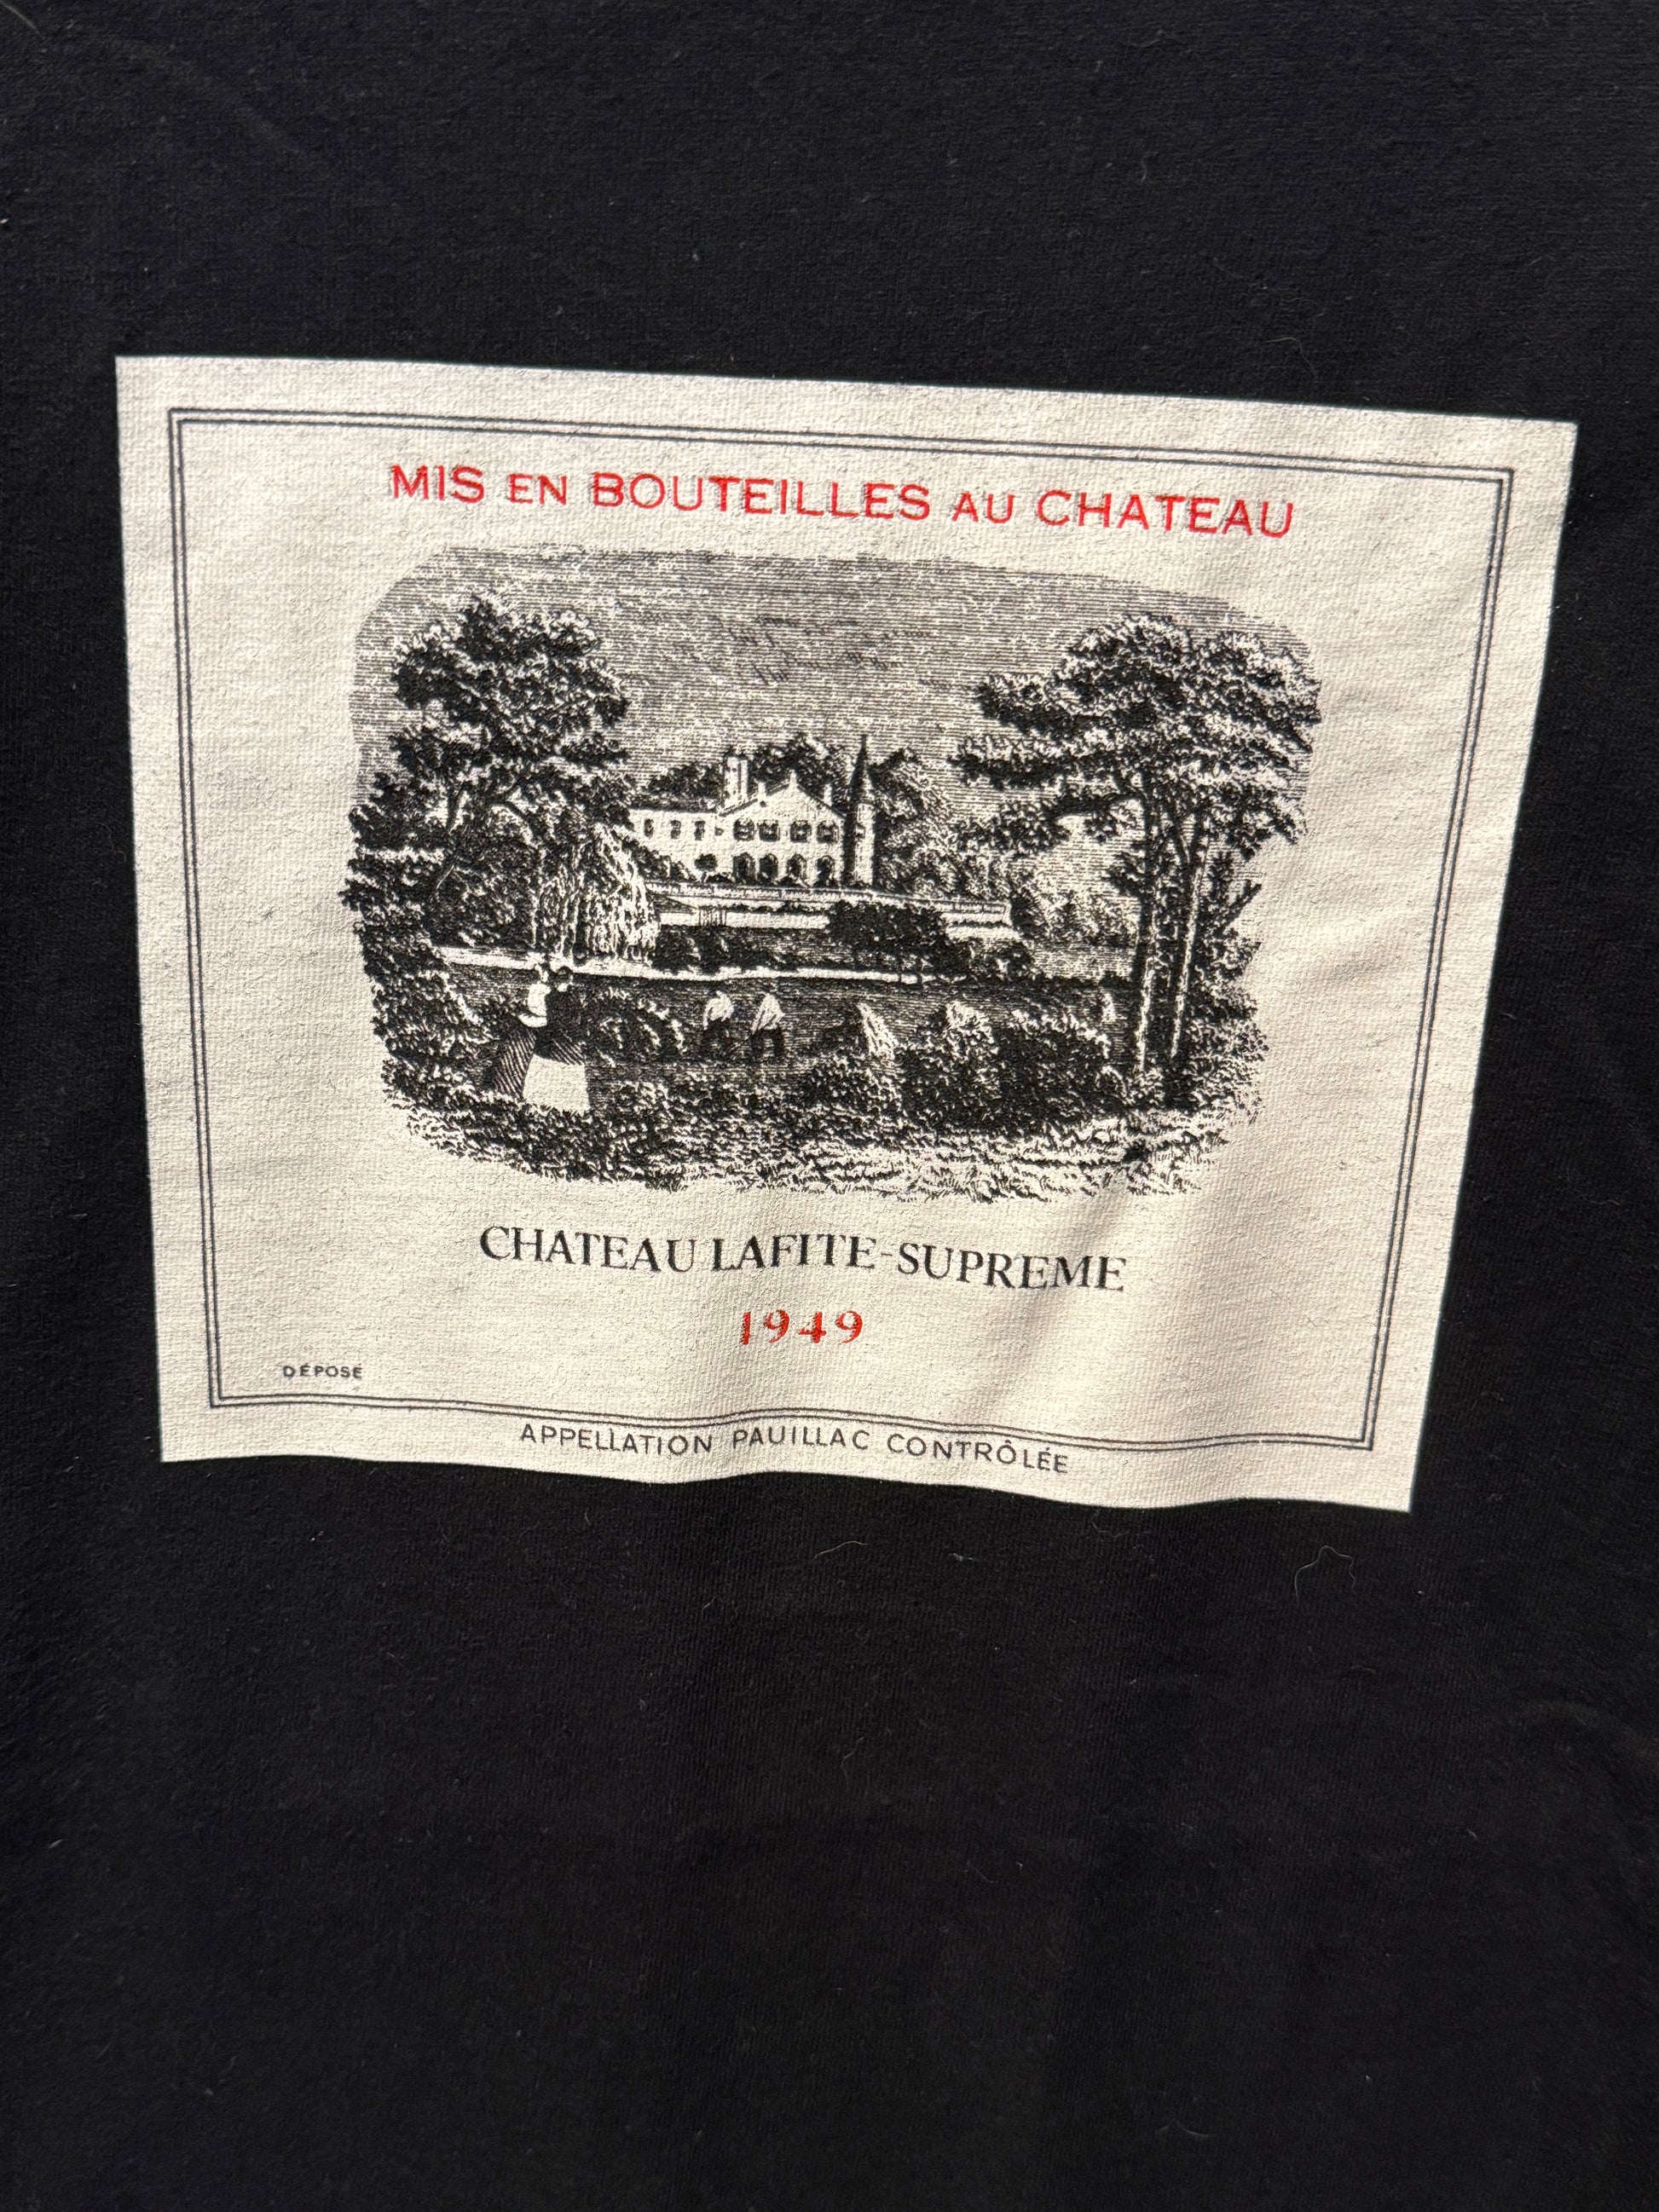 MIS EN BOUTEILLES AU CHATEAU
CHATEAU LAFITE-SUPREME
1949
DÉPOSÉ
APPELLATION PAUILLAC CONTRÔLÉE